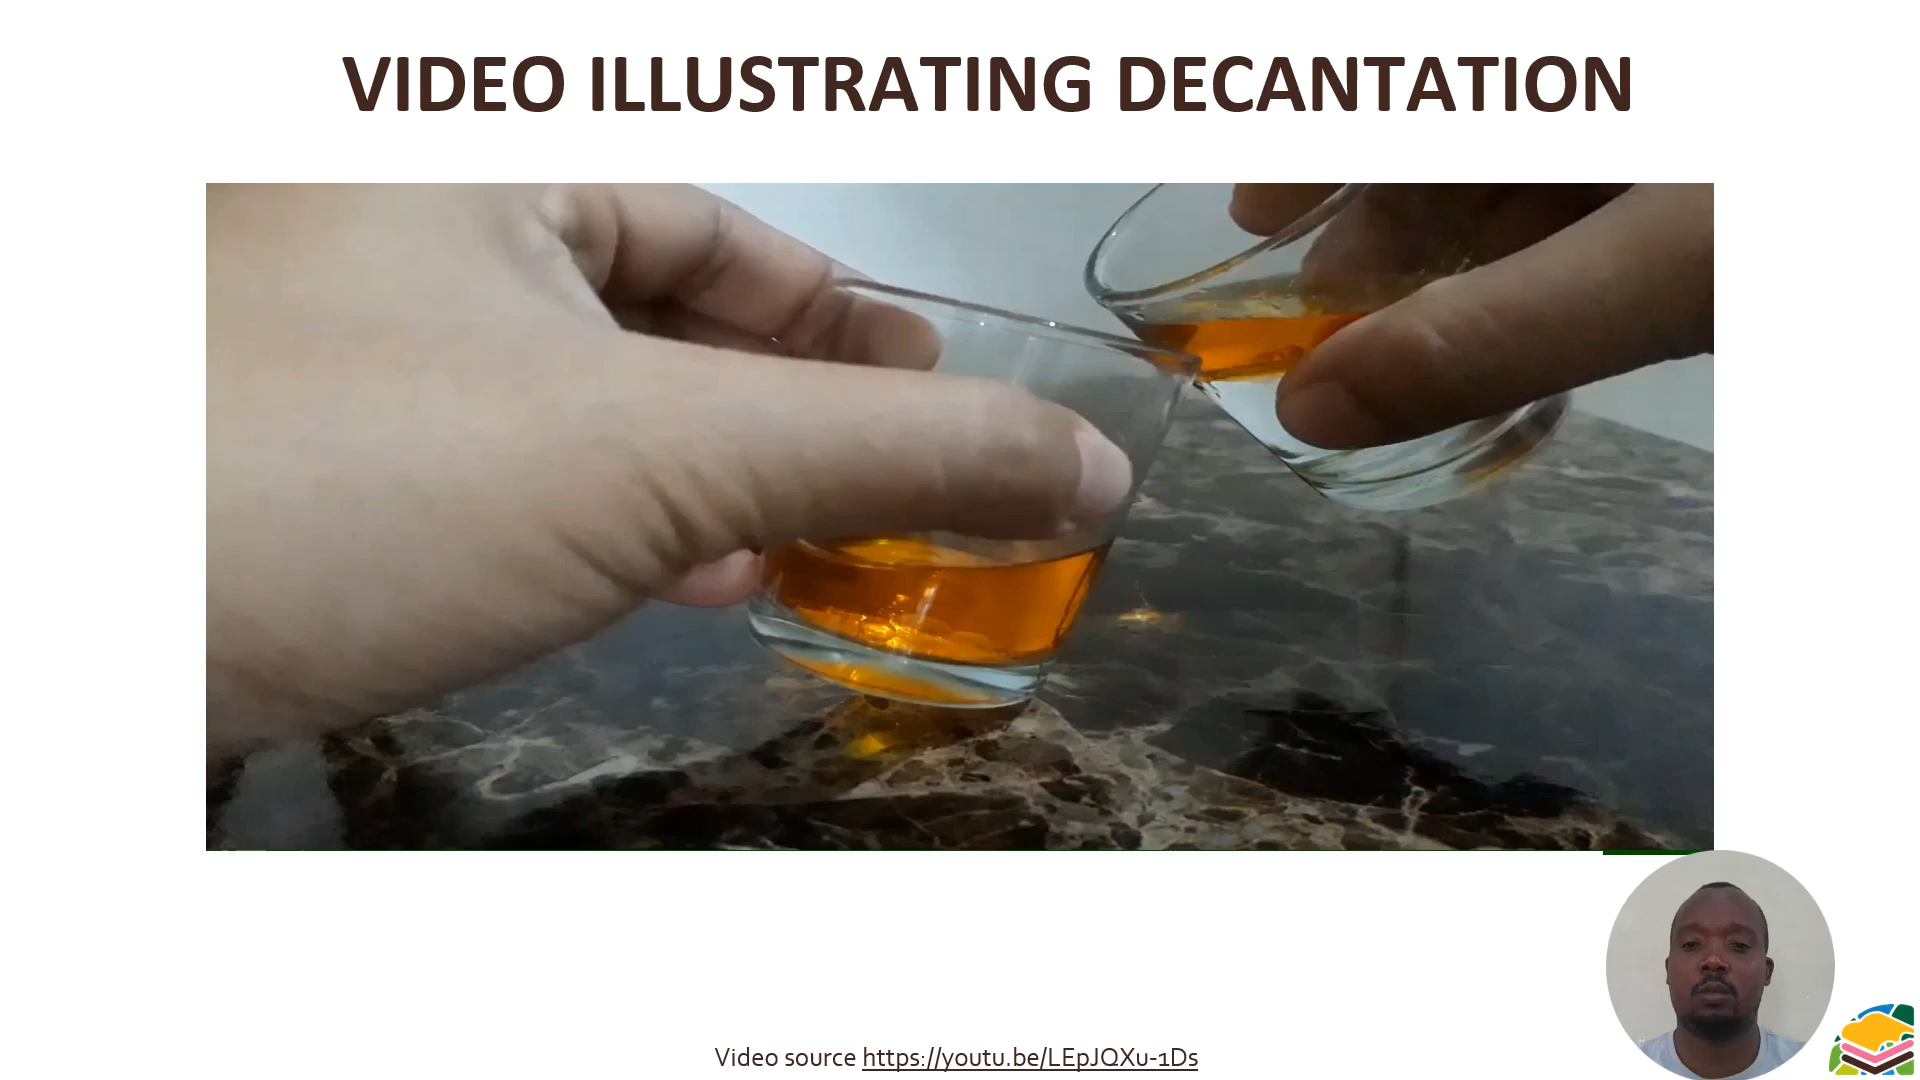 VIDEO ILLUSTRATING DECANTATION
Video source https://youtu.be/LEpJQXu-1Ds